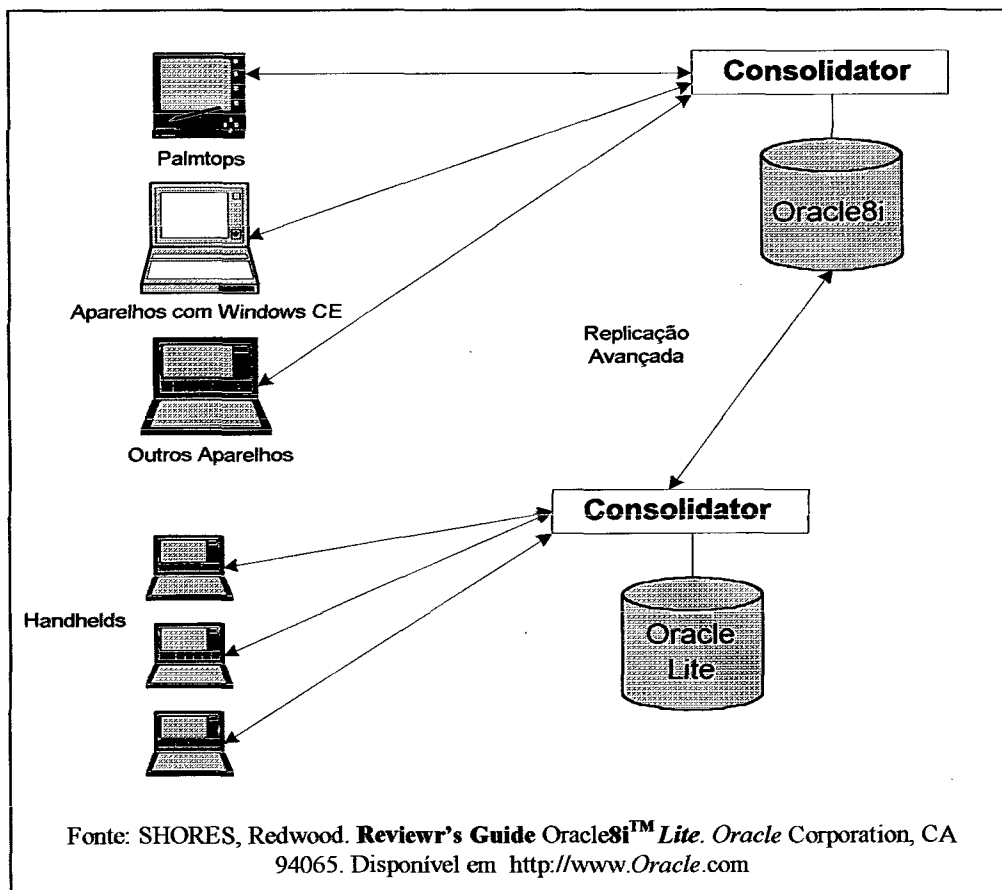 Consolidator
Palmtops
Oracle8i
Aparelhos com Windows CE
Replicação
Avançada
Outros Aparelhos
Consolidator
Handhelds
Oracle
Lite
Fonte: SHORES, Redwood. Reviewr's Guide Oracle8i™ Lite. Oracle Corporation, CA
94065. Disponível em http://www.Oracle.com